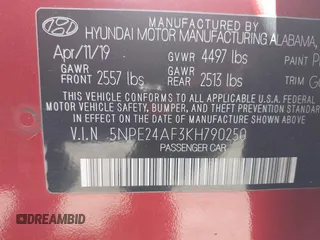 MANUFACTURED BY
HYUNDAI MOTOR MANUFACTURING ALABAMA,
Apr/11/19 GVWR 4497 lbs PAINT
GAWR GAWR
FRONT 2557 lbs REAR 2513 lbs TRIM
THIS VEHICLE CONFORMS TO ALL APPLICABLE
MOTOR VEHICLE SAFETY, BUMPER, AND THEFT PREVENTION STANDARDS
IN EFFECT ON THE DATE OF MANUFACTURE SHOWN ABOVE.
V.I.N 5NPE24AF3KH790250
PASSENGER CAR
DREAMBID